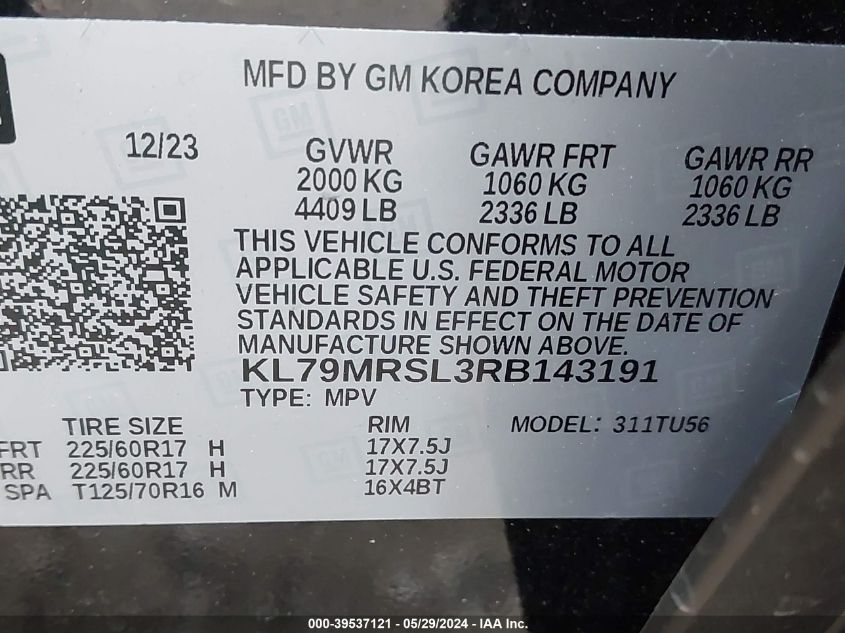 MFD BY GM KOREA COMPANY
12/23 GVWR GAWR FRT GAWR RR
2000 KG 1060 KG 1060 KG
4409 LB 2336 LB 2336 LB
THIS VEHICLE CONFORMS TO ALL
APPLICABLE U.S. FEDERAL MOTOR
VEHICLE SAFETY AND THEFT PREVENTION
STANDARDS IN EFFECT ON THE DATE OF
MANUFACTURE SHOWN ABOVE.
KL79MRSL3RB143191
TYPE: MPV
TIRE SIZE RIM MODEL: 311TU56
FRT 225/60R17 H 17X7.5J
RR 225/60R17 H 17X7.5J
SPA T125/70R16 M 16X4BT
000-39537121 - 05/29/2024 - IAA Inc.